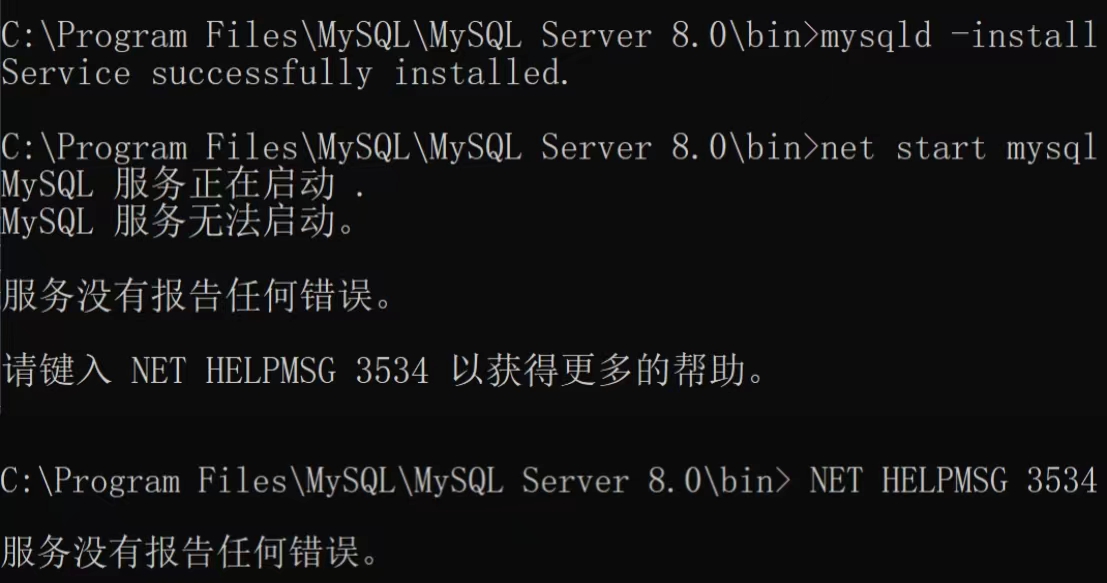 C:\Program Files\MySQL\MySQL Server 8.0\bin>mysqld -install
Service successfully installed.
C:\Program Files\MySQL\MySQL Server 8.0\bin>net start mysql
MySQL 服务正在启动 .
MySQL 服务无法启动。
服务没有报告任何错误。
请键入 NET HELPMSG 3534 以获得更多的帮助。
C:\Program Files\MySQL\MySQL Server 8.0\bin> NET HELPMSG 3534
服务没有报告任何错误。